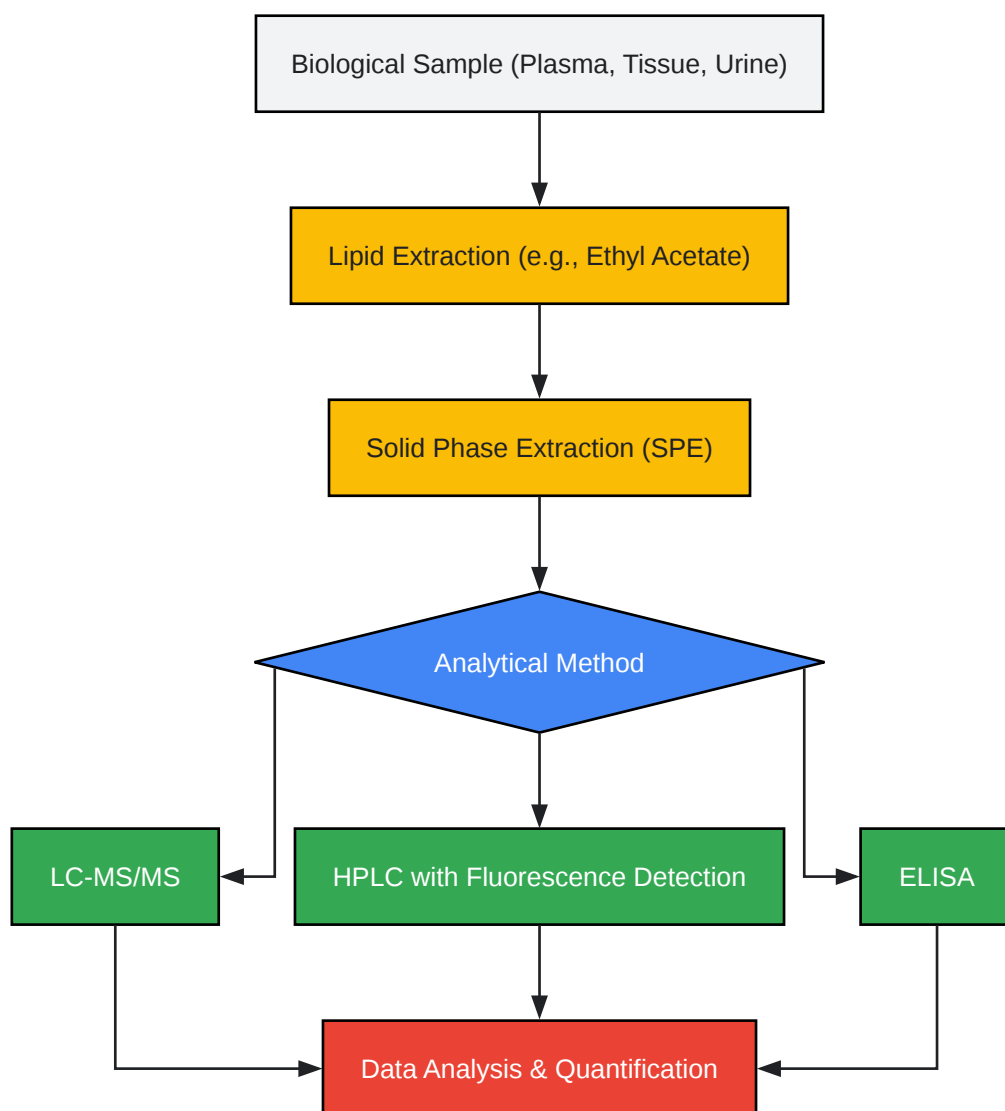 Biological Sample (Plasma, Tissue, Urine)
Lipid Extraction (e.g., Ethyl Acetate)
Solid Phase Extraction (SPE)
Analytical Method
LC-MS/MS
HPLC with Fluorescence Detection
ELISA
Data Analysis & Quantification